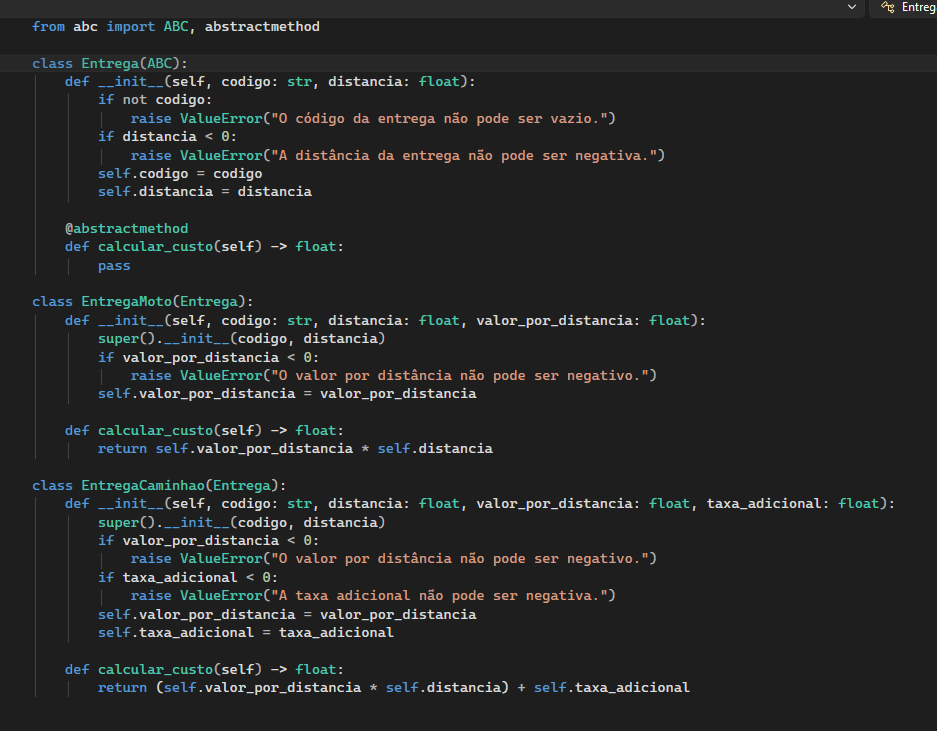 Entreg
from abc import ABC, abstractmethod
class Entrega(ABC):
    def __init__(self, codigo: str, distancia: float):
        if not codigo:
            raise ValueError("O código da entrega não pode ser vazio.")
        if distancia < 0:
            raise ValueError("A distância da entrega não pode ser negativa.")
        self.codigo = codigo
        self.distancia = distancia
    @abstractmethod
    def calcular_custo(self) -> float:
        pass
class EntregaMoto(Entrega):
    def __init__(self, codigo: str, distancia: float, valor_por_distancia: float):
        super().__init__(codigo, distancia)
        if valor_por_distancia < 0:
            raise ValueError("O valor por distância não pode ser negativo.")
        self.valor_por_distancia = valor_por_distancia
    def calcular_custo(self) -> float:
        return self.valor_por_distancia * self.distancia
class EntregaCaminhao(Entrega):
    def __init__(self, codigo: str, distancia: float, valor_por_distancia: float, taxa_adicional: float):
        super().__init__(codigo, distancia)
        if valor_por_distancia < 0:
            raise ValueError("O valor por distância não pode ser negativo.")
        if taxa_adicional < 0:
            raise ValueError("A taxa adicional não pode ser negativa.")
        self.valor_por_distancia = valor_por_distancia
        self.taxa_adicional = taxa_adicional
    def calcular_custo(self) -> float:
        return (self.valor_por_distancia * self.distancia) + self.taxa_adicional